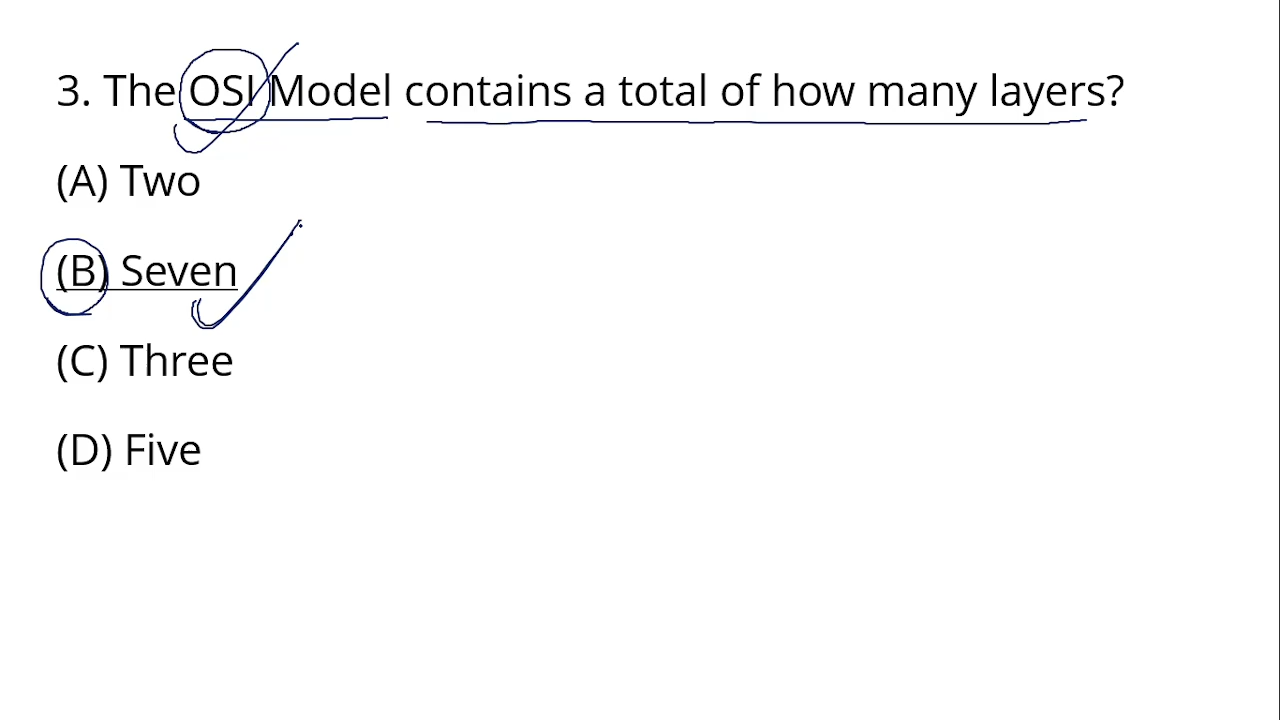 3. The OSI Model contains a total of how many layers?
(A) Two
(B) Seven
(C) Three
(D) Five